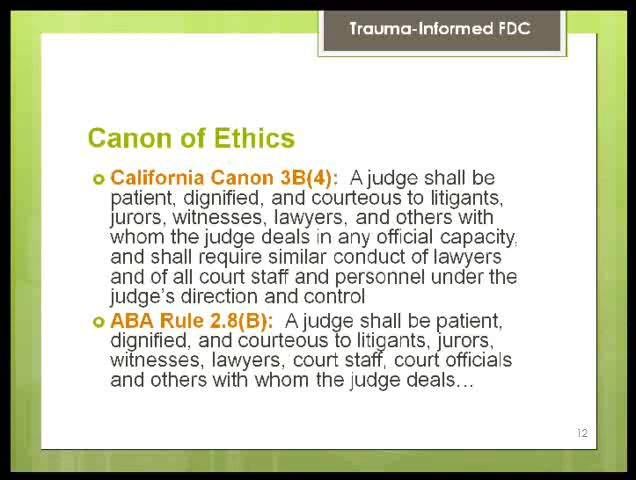 Trauma-Informed FDC
Canon of Ethics
California Canon 3B(4): A judge shall be
patient, dignified, and courteous to litigants,
jurors, witnesses, lawyers, and others with
whom the judge deals in any official capacity,
and shall require similar conduct of lawyers
and of all court staff and personnel under the
judge's direction and control
ABA Rule 2.8(B): A judge shall be patient,
dignified, and courteous to litigants, jurors,
witnesses, lawyers, court staff, court officials
and others with whom the judge deals…
12